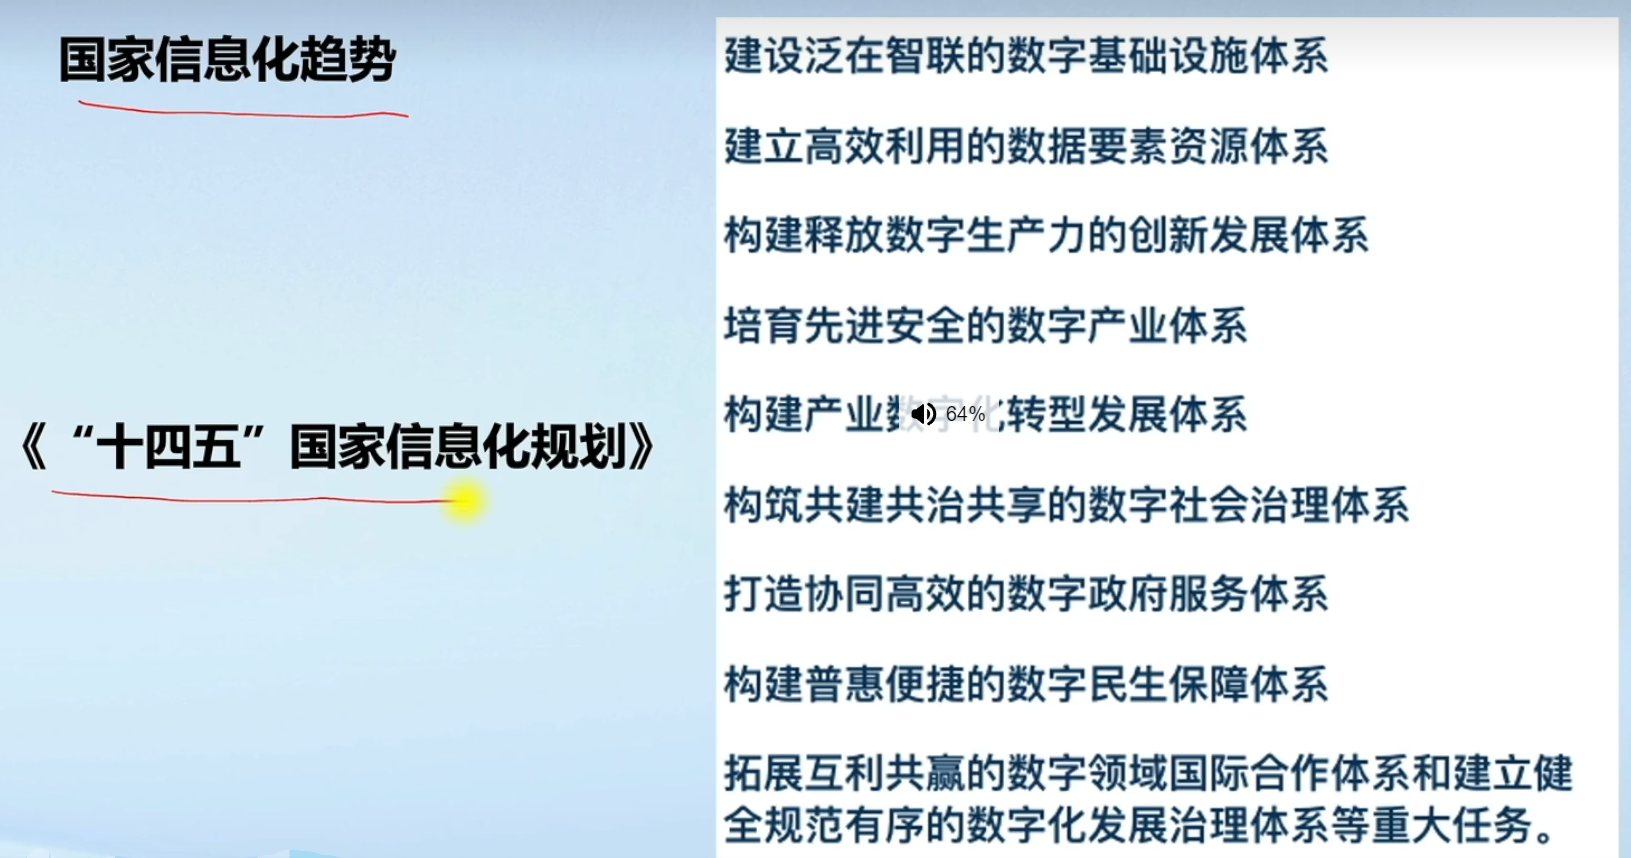 国家信息化趋势
《“十四五”国家信息化规划》
建设泛在智联的数字基础设施体系
建立高效利用的数据要素资源体系
构建释放数字生产力的创新发展体系
培育先进安全的数字产业体系
构建产业数字化转型发展体系
64%
构筑共建共治共享的数字社会治理体系
打造协同高效的数字政府服务体系
构建普惠便捷的数字民生保障体系
拓展互利共赢的数字领域国际合作体系和建立健
全规范有序的数字化发展治理体系等重大任务。